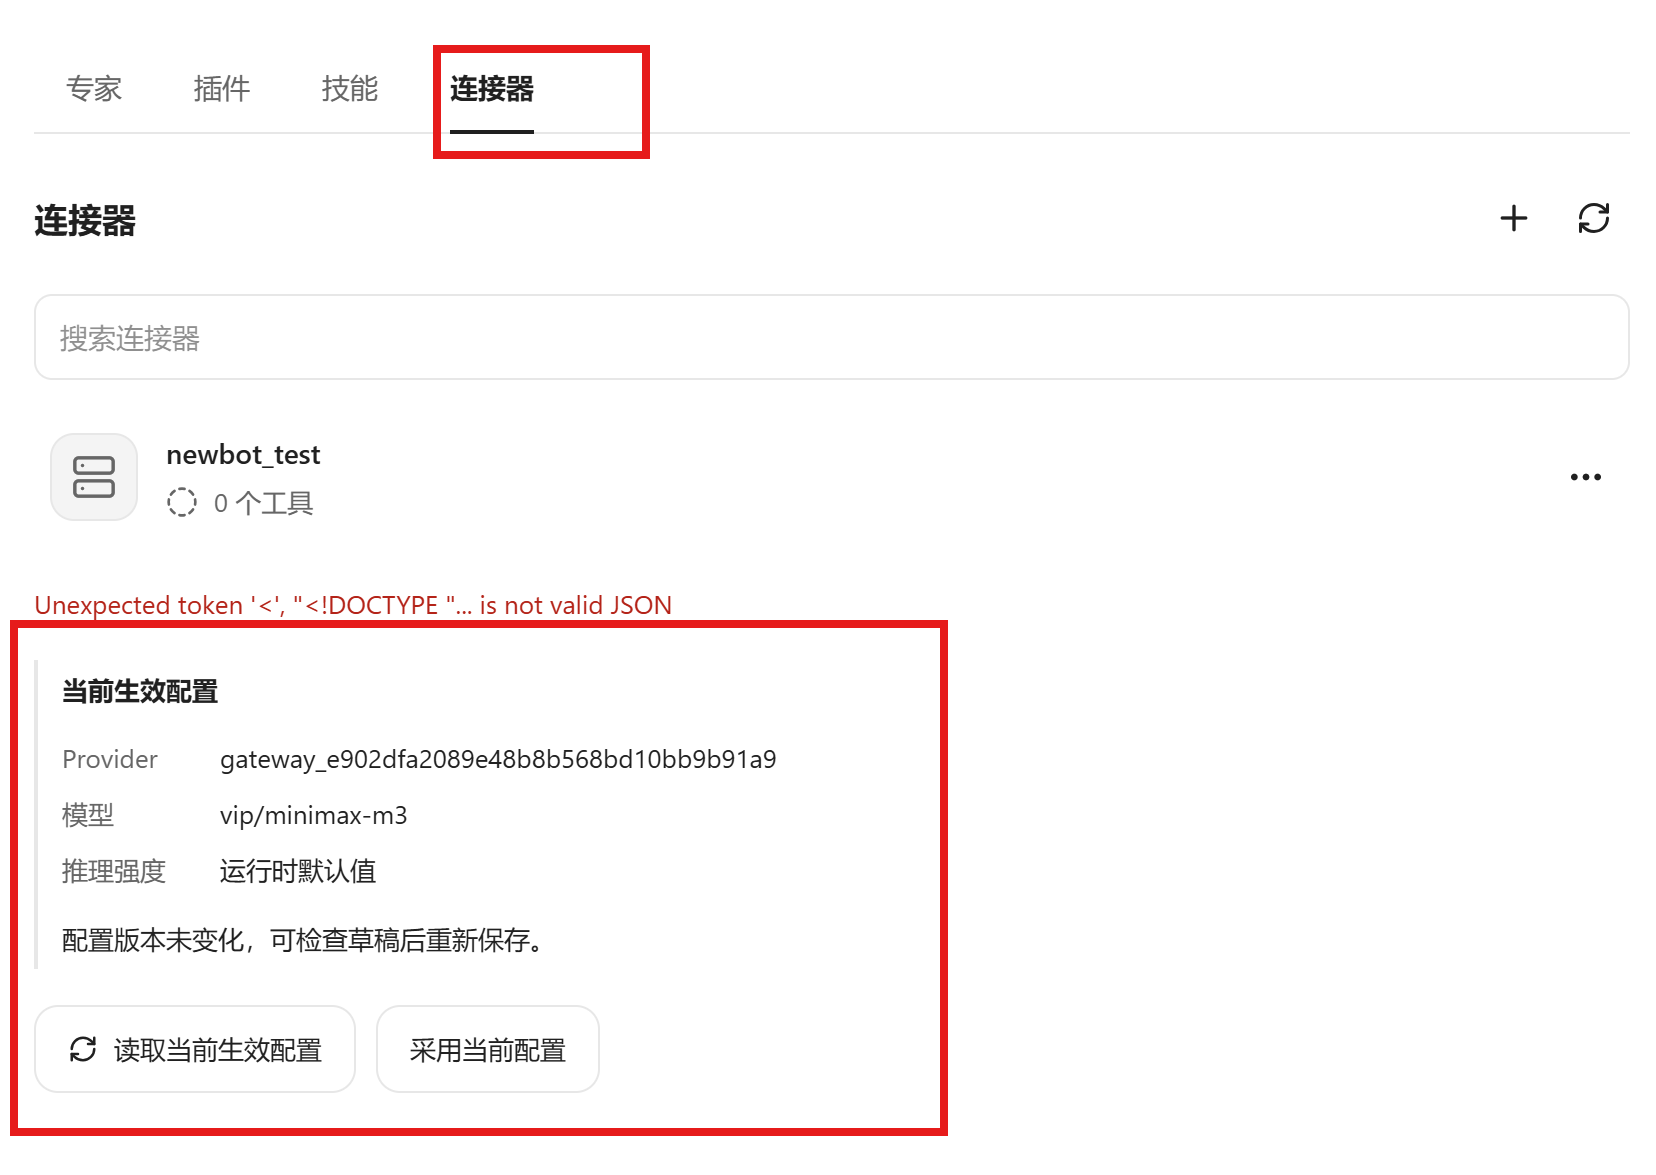 专家 插件 技能 连接器
连接器
搜索连接器
newbot_test
0 个工具
Unexpected token '<', "<!DOCTYPE "... is not valid JSON
当前生效配置
Provider gateway_e902dfa2089e48b8b568bd10bb9b91a9
模型 vip/minimax-m3
推理强度 运行时默认值
配置版本未变化，可检查草稿后重新保存。
读取当前生效配置 采用当前配置